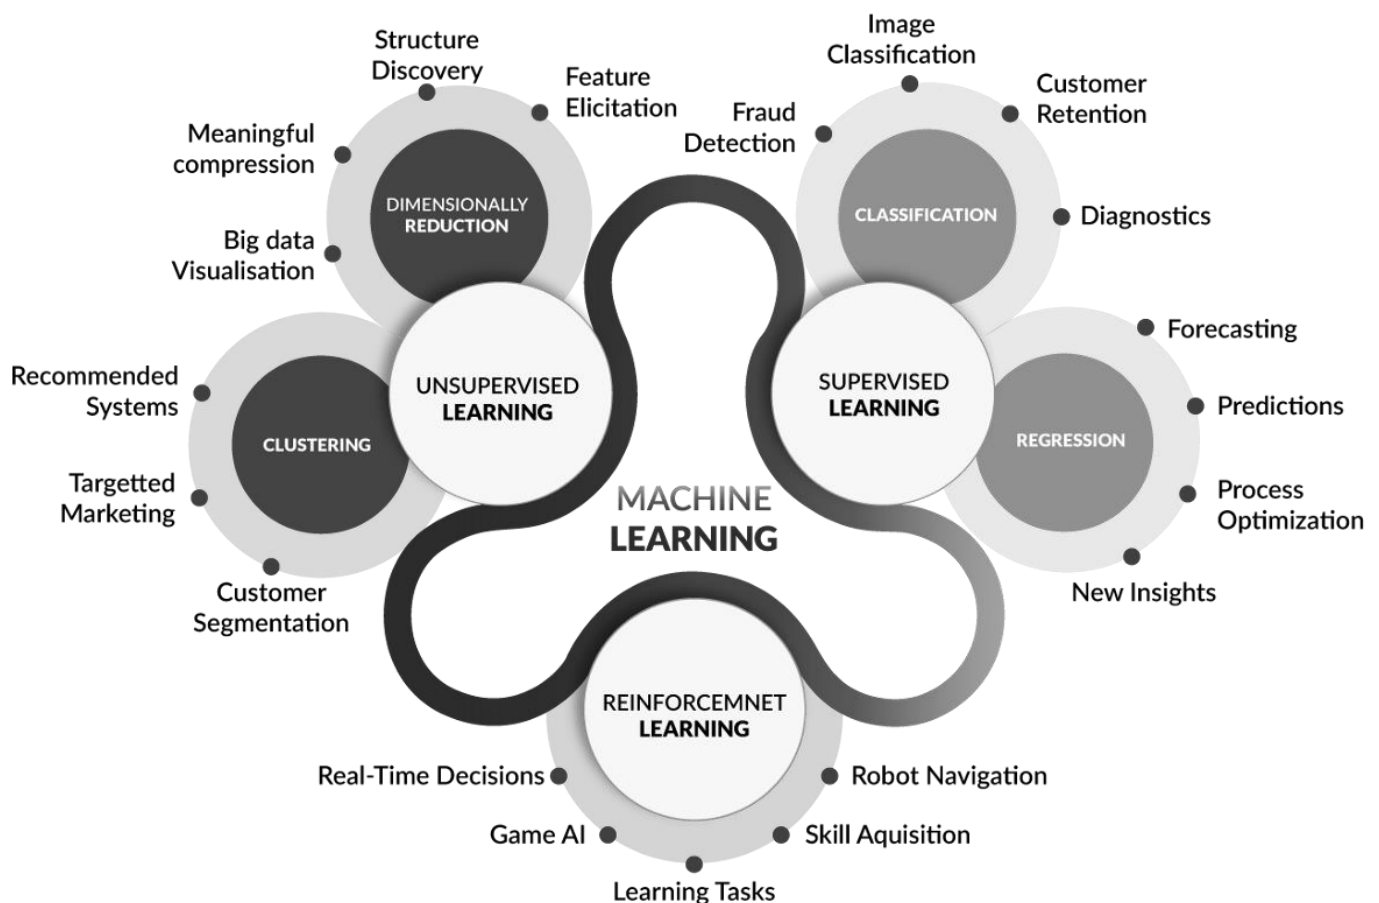 Structure
Discovery
Feature
Elicitation
Meaningful
compression
DIMENSIONALLY
REDUCTION
Big data
Visualisation
Recommended
Systems
CLUSTERING
Targetted
Marketing
Customer
Segmentation
UNSUPERVISED
LEARNING
Image
Classification
Customer
Retention
Fraud
Detection
CLASSIFICATION
Diagnostics
SUPERVISED
LEARNING
Forecasting
Predictions
REGRESSION
Process
Optimization
New Insights
MACHINE
LEARNING
REINFORCEMNET
LEARNING
Real-Time Decisions
Robot Navigation
Game AI
Skill Aquisition
Learning Tasks